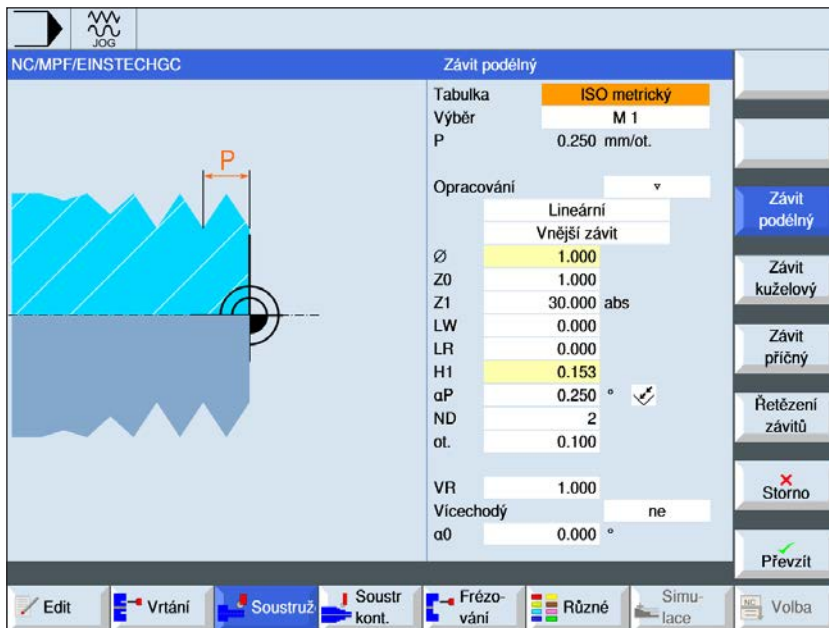 JOG
NC/MPF/EINSTECHGC
Závit podélný
Tabulka ISO metrický
Výběr M 1
P 0.250 mm/ot.
P
Opracování ▿
Lineární
Vnější závit
Ø 1.000
Z0 1.000
Z1 30.000 abs
LW 0.000
LR 0.000
H1 0.153
αP 0.250 °
ND 2
ot. 0.100
VR 1.000
Vícechodý ne
α0 0.000 °
Závit
podélný
Závit
kuželový
Závit
příčný
Řetězení
závitů
Storno
Převzít
Edit
Vrtání
Soustruž
Soustr
kont.
Frézo-
vání
Různé
Simu-
lace
NC
Volba